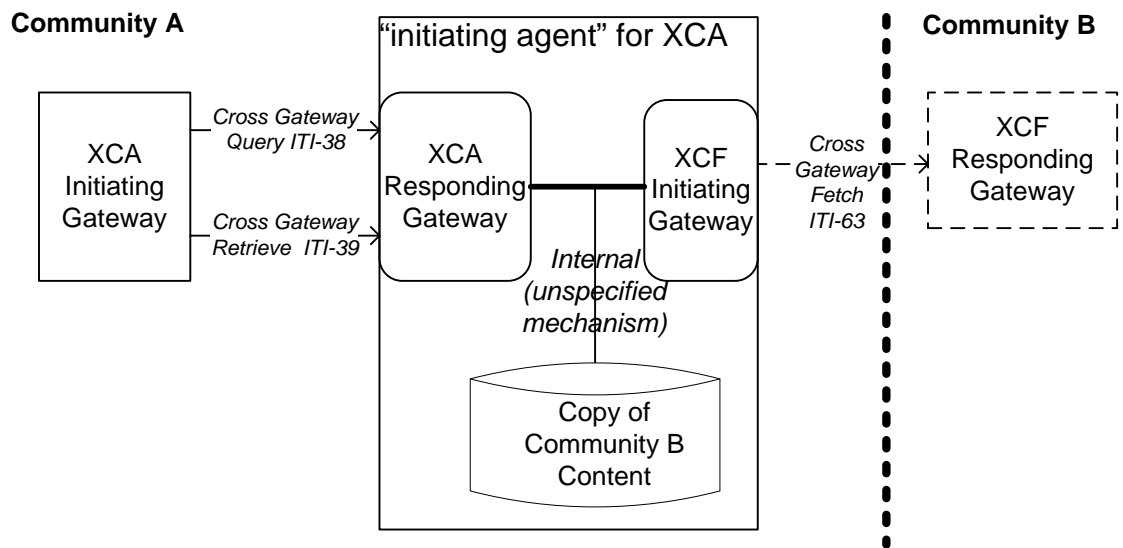 Community A
“initiating agent” for XCA
Community B
XCA
Initiating
Gateway
Cross Gateway
Query ITI-38
Cross Gateway
Retrieve ITI-39
XCA
Responding
Gateway
XCF
Initiating
Gateway
Cross
Gateway
Fetch
ITI-63
XCF
Responding
Gateway
Internal
(unspecified
mechanism)
Copy of
Community B
Content